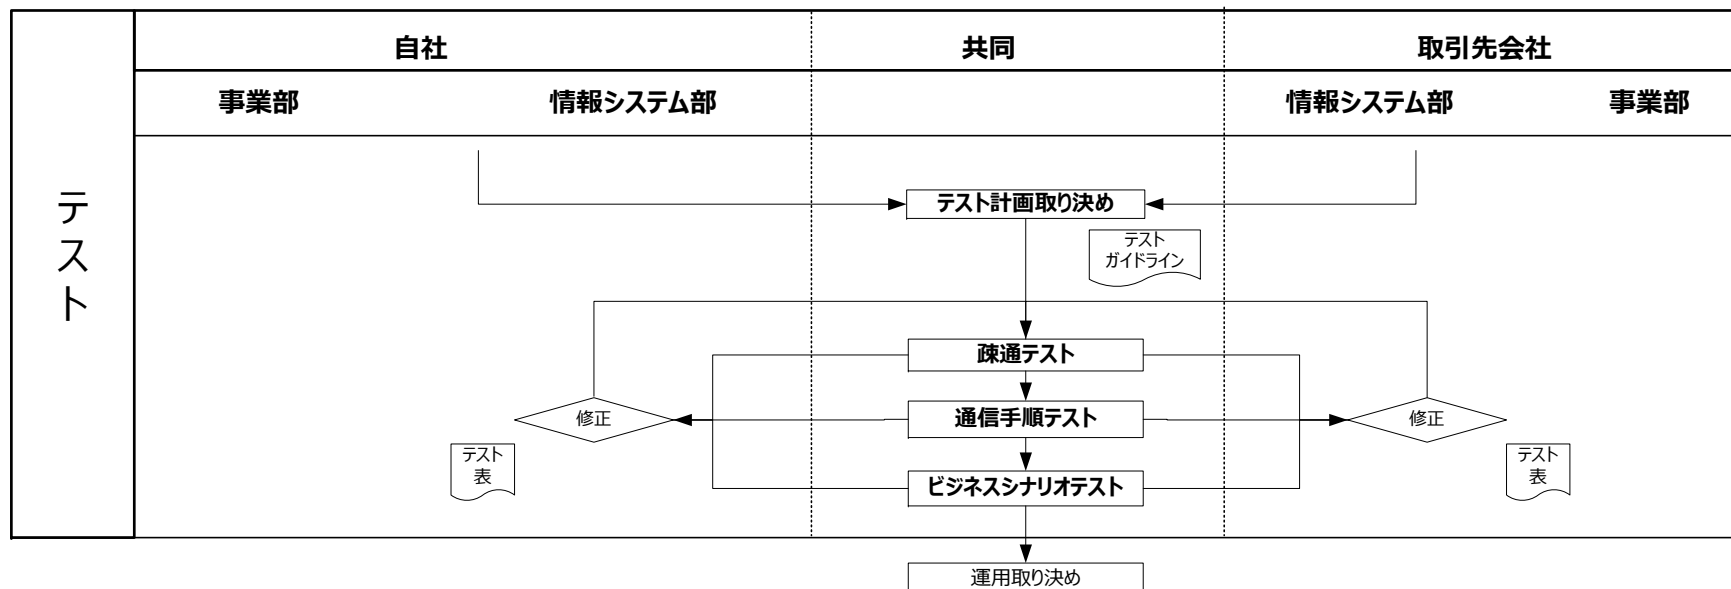 自社
共同
取引先会社
事業部
情報システム部
情報システム部
事業部
テスト
テスト計画取り決め
テスト
ガイドライン
疎通テスト
修正
通信手順テスト
修正
テスト
表
テスト
表
ビジネスシナリオテスト
運用取り決め